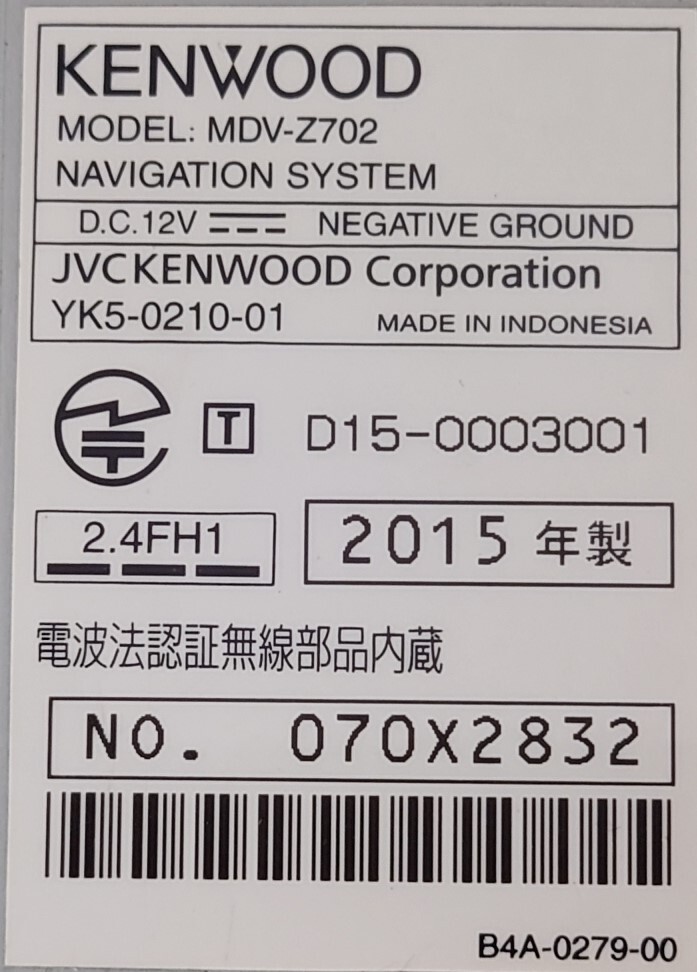 KENWOOD
MODEL: MDV-Z702
NAVIGATION SYSTEM
D.C.12V NEGATIVE GROUND
JVCKENWOOD Corporation
YK5-0210-01 MADE IN INDONESIA
T D15-0003001
2.4FH1 2015 年製
電波法認証無線部品内蔵
NO. 070X2832
B4A-0279-00